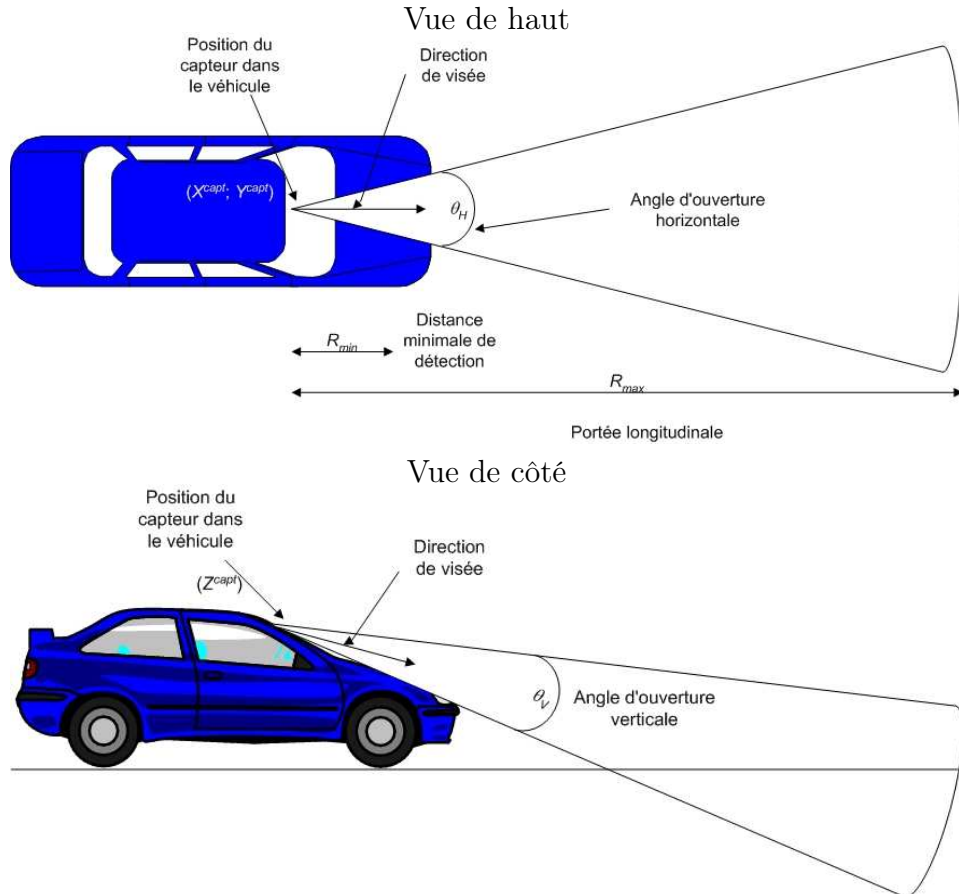 Vue de haut
Position du
capteur dans
le véhicule
Direction
de visée
(X^capt; Y^capt)
θ_H
Angle d'ouverture
horizontale
Distance
minimale de
détection
R_min
R_max
Portée longitudinale
Vue de côté
Position du
capteur dans
le véhicule
(Z^capt)
Direction
de visée
θ_V
Angle d'ouverture
verticale